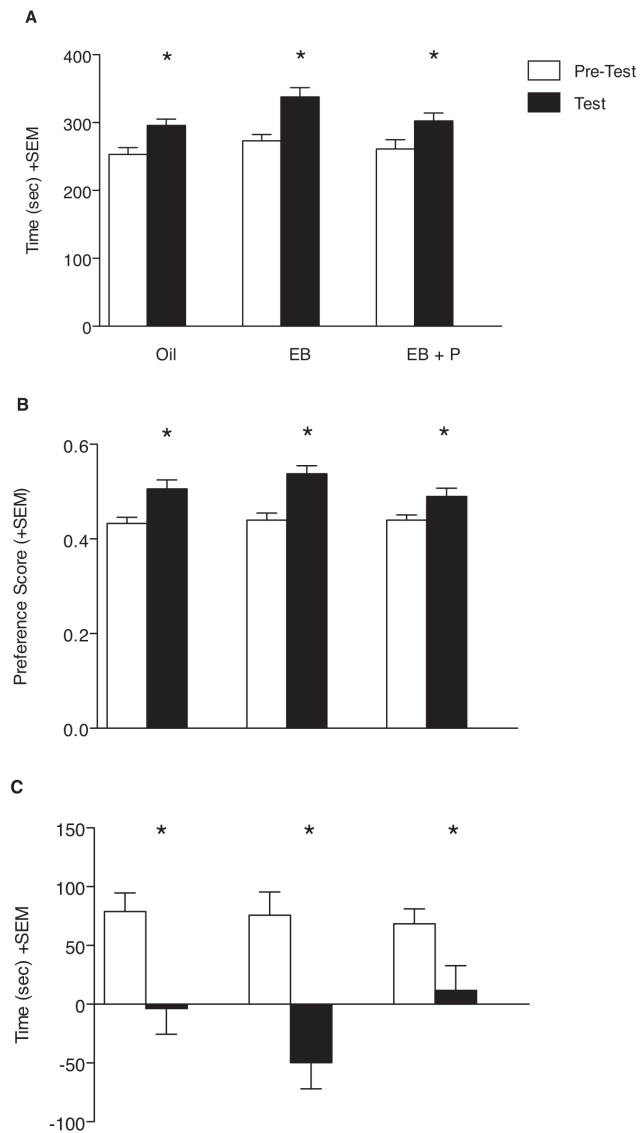 A
400
300
200
100
0
Time (sec) +SEM
* * *
Pre-Test
Test
Oil EB EB + P
B
0.6
0.4
0.2
0.0
Preference Score (+SEM)
* * *
C
150
100
50
0
-50
-100
Time (sec) +SEM
* * *